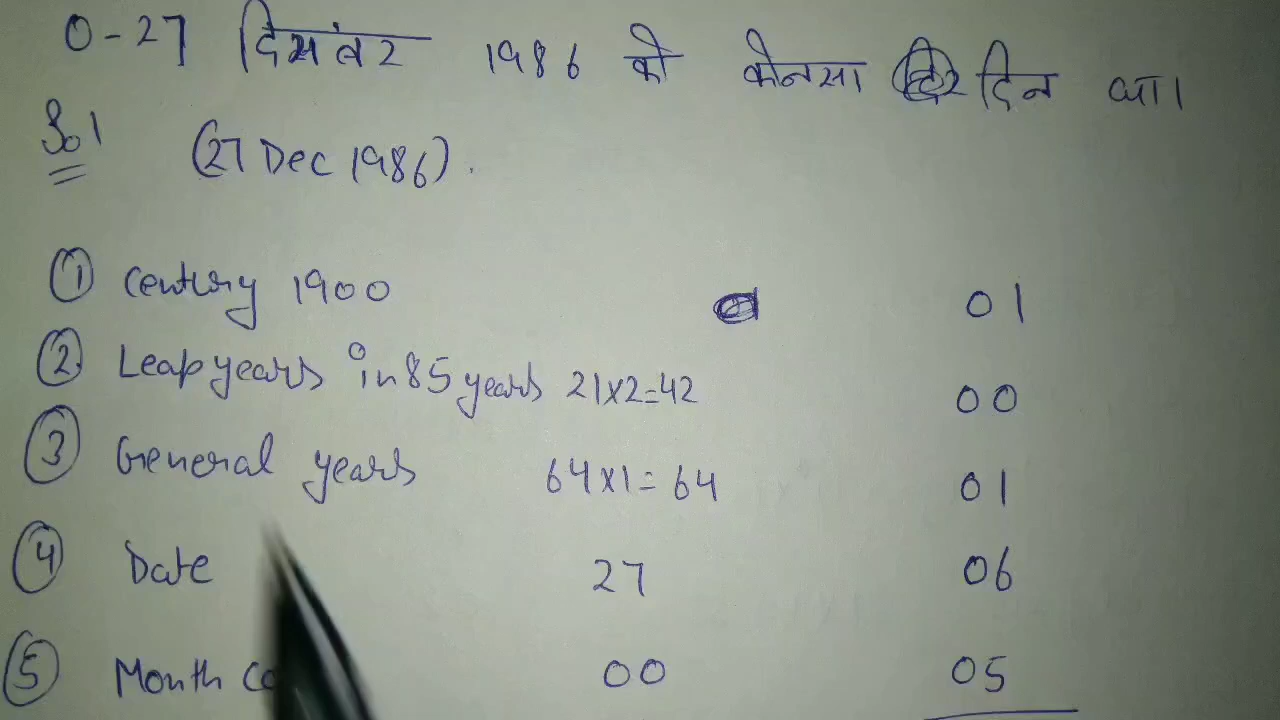 0-27 दिसंबर 1986 को कोनसा दिन था।
Sol (27 Dec 1986).
① Century 1900 01
② Leap years in 85 years 21x2=42 00
③ General years 64x1=64 01
④ Date 27 06
⑤ Month 00 05